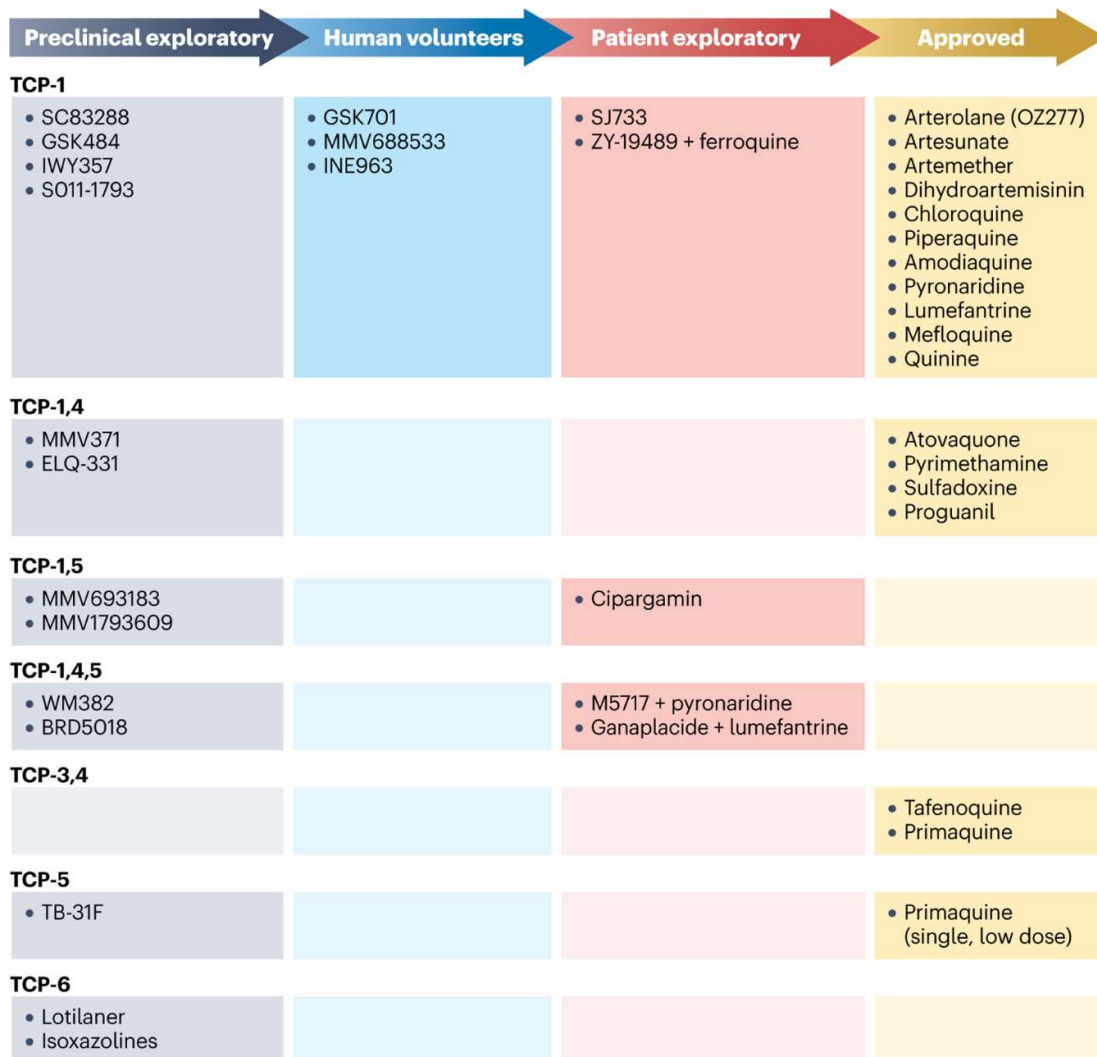 Preclinical exploratory
Human volunteers
Patient exploratory
Approved
TCP-1
• SC83288
• GSK484
• IWY357
• S011-1793
• GSK701
• MMV688533
• INE963
• SJ733
• ZY-19489 + ferroquine
• Arterolane (OZ277)
• Artesunate
• Artemether
• Dihydroartemisinin
• Chloroquine
• Piperaquine
• Amodiaquine
• Pyronaridine
• Lumefantrine
• Mefloquine
• Quinine
TCP-1,4
• MMV371
• ELQ-331
• Atovaquone
• Pyrimethamine
• Sulfadoxine
• Proguanil
TCP-1,5
• MMV693183
• MMV1793609
• Cipargamin
TCP-1,4,5
• WM382
• BRD5018
• M5717 + pyronaridine
• Ganaplacide + lumefantrine
TCP-3,4
• Tafenoquine
• Primaquine
TCP-5
• TB-31F
• Primaquine
(single, low dose)
TCP-6
• Lotilaner
• Isoxazolines